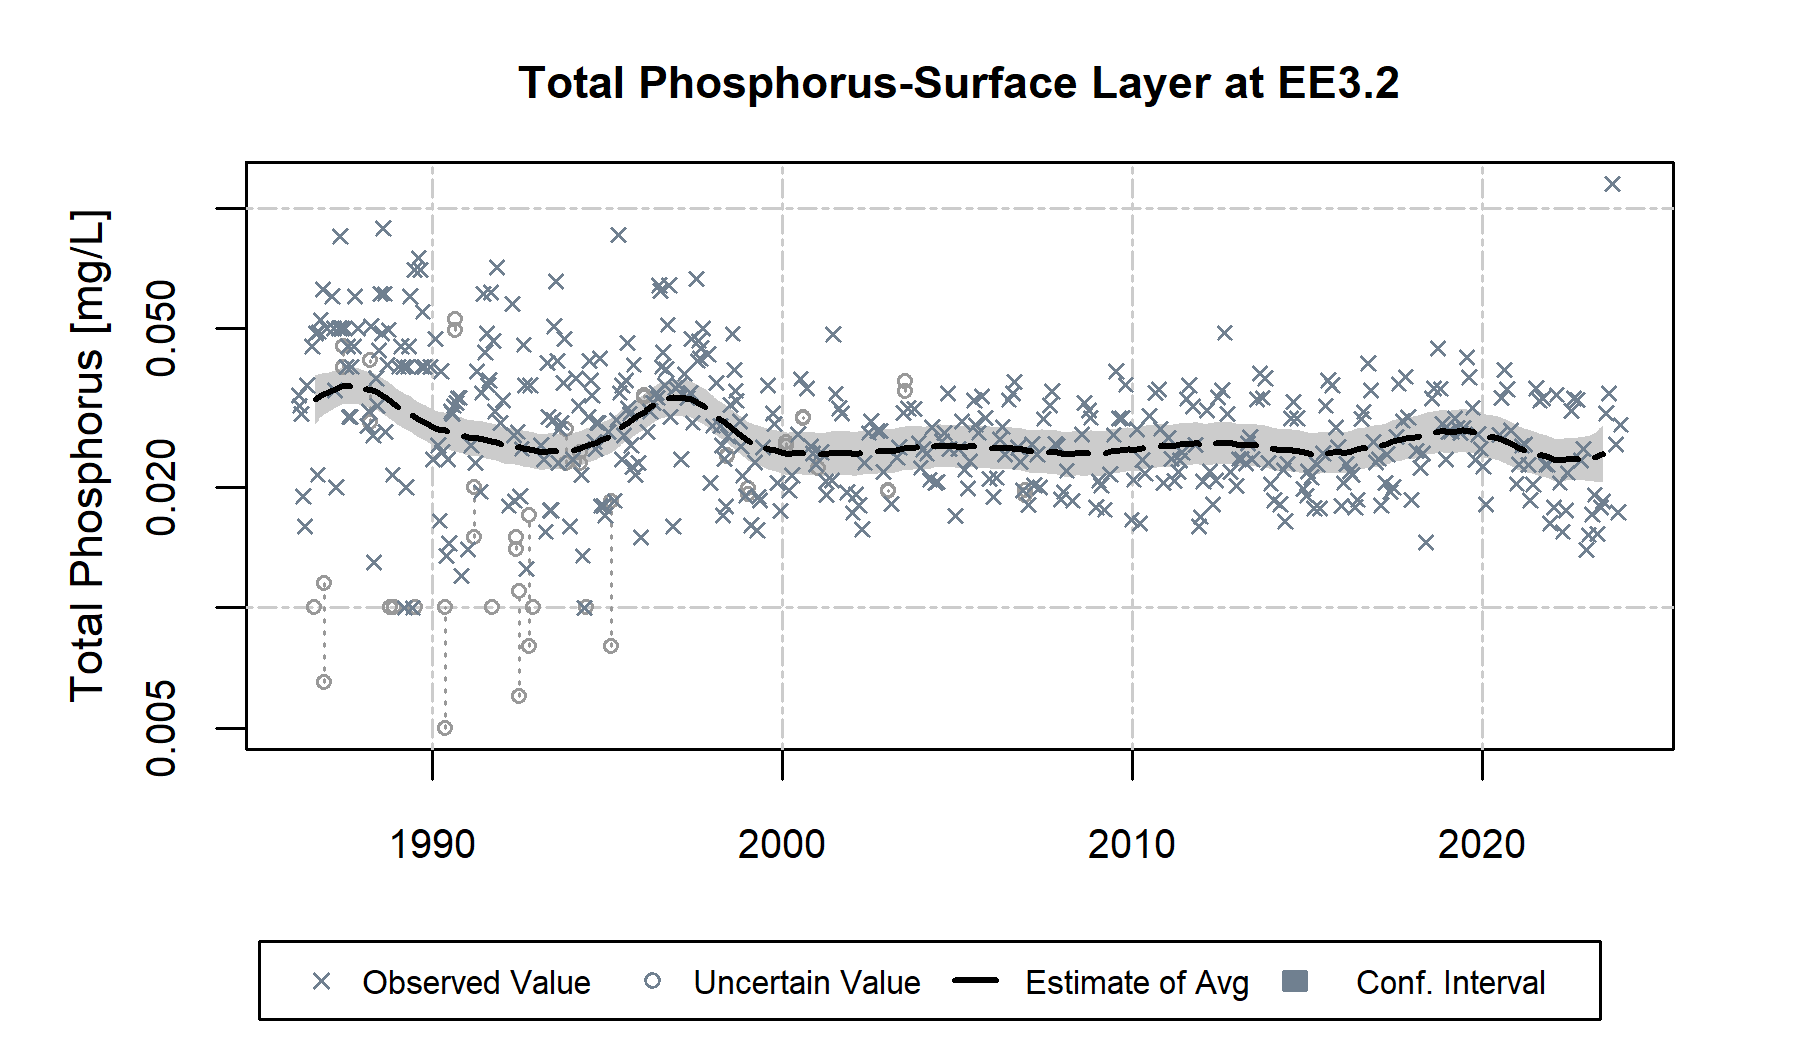 Total Phosphorus-Surface Layer at EE3.2
Total Phosphorus [mg/L]
0.050
0.020
0.005
1990 2000 2010 2020
Observed Value Uncertain Value Estimate of Avg Conf. Interval